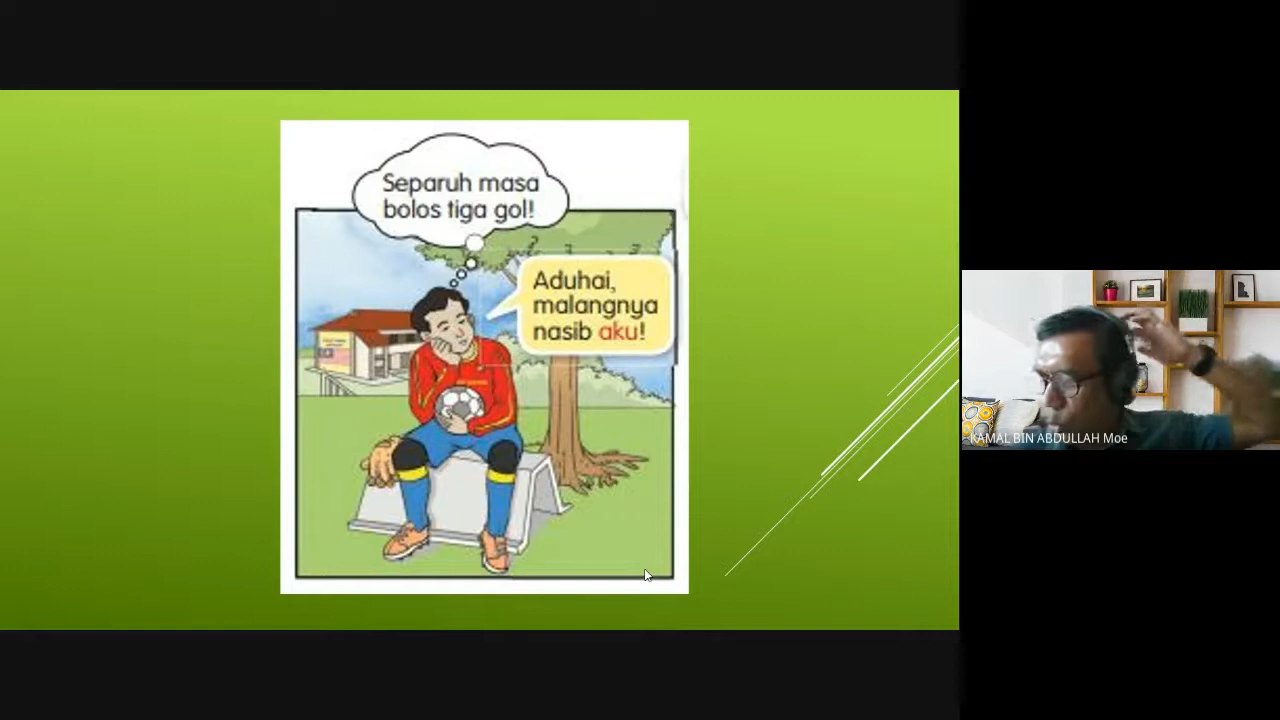 Separuh masa
bolos tiga gol!
Aduhai,
malangnya
nasib aku!
KAMAL BIN ABDULLAH Moe